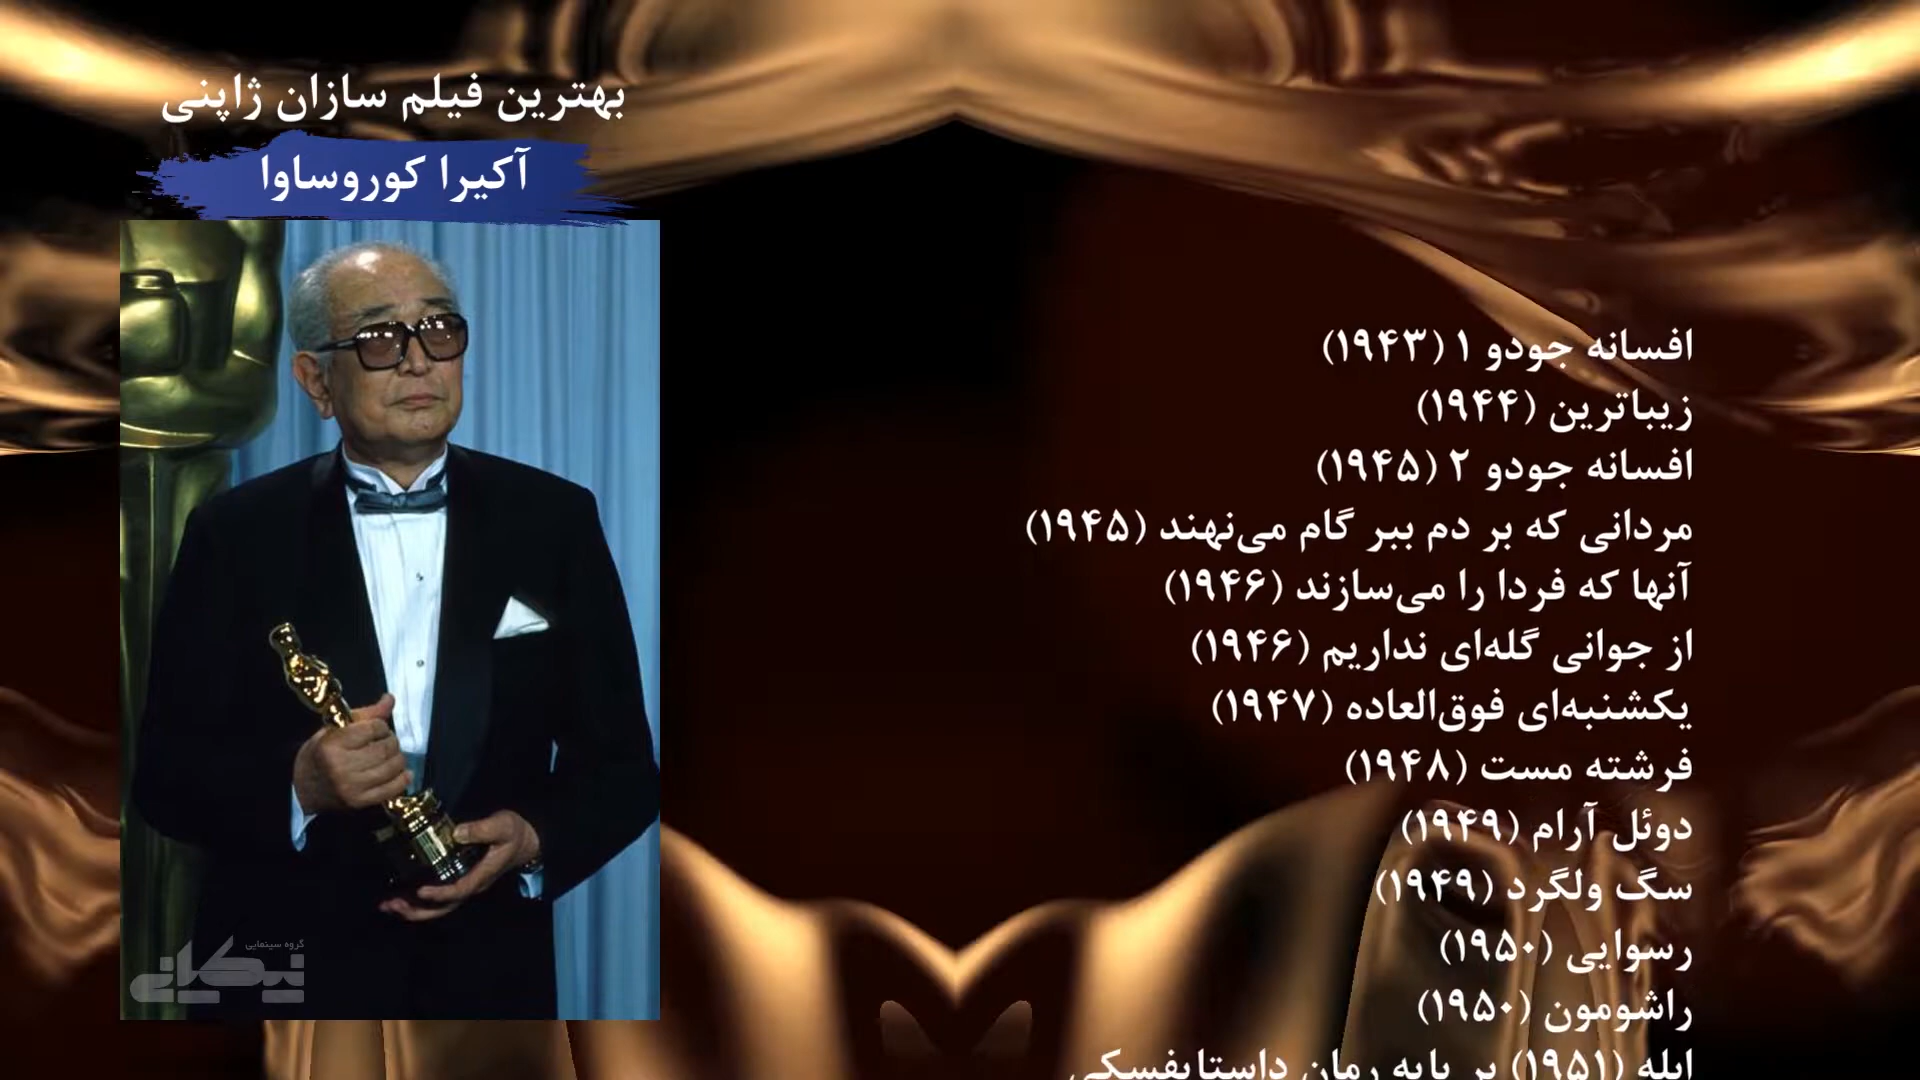 بهترین فیلم سازان ژاپنی
آکیرا کوروساوا
افسانه جودو ۱ (۱۹۴۳)
زیباترین (۱۹۴۴)
افسانه جودو ۲ (۱۹۴۵)
مردانی که بر دم ببر گام می‌نهند (۱۹۴۵)
آنها که فردا را می‌سازند (۱۹۴۶)
از جوانی گله‌ای نداریم (۱۹۴۶)
یکشنبه‌ای فوق‌العاده (۱۹۴۷)
فرشته مست (۱۹۴۸)
دوئل آرام (۱۹۴۹)
سگ ولگرد (۱۹۴۹)
رسوایی (۱۹۵۰)
راشومون (۱۹۵۰)
ابله (۱۹۵۱) بر پایه رمان داستایفسکی
گروه سینمایی
نیکانی